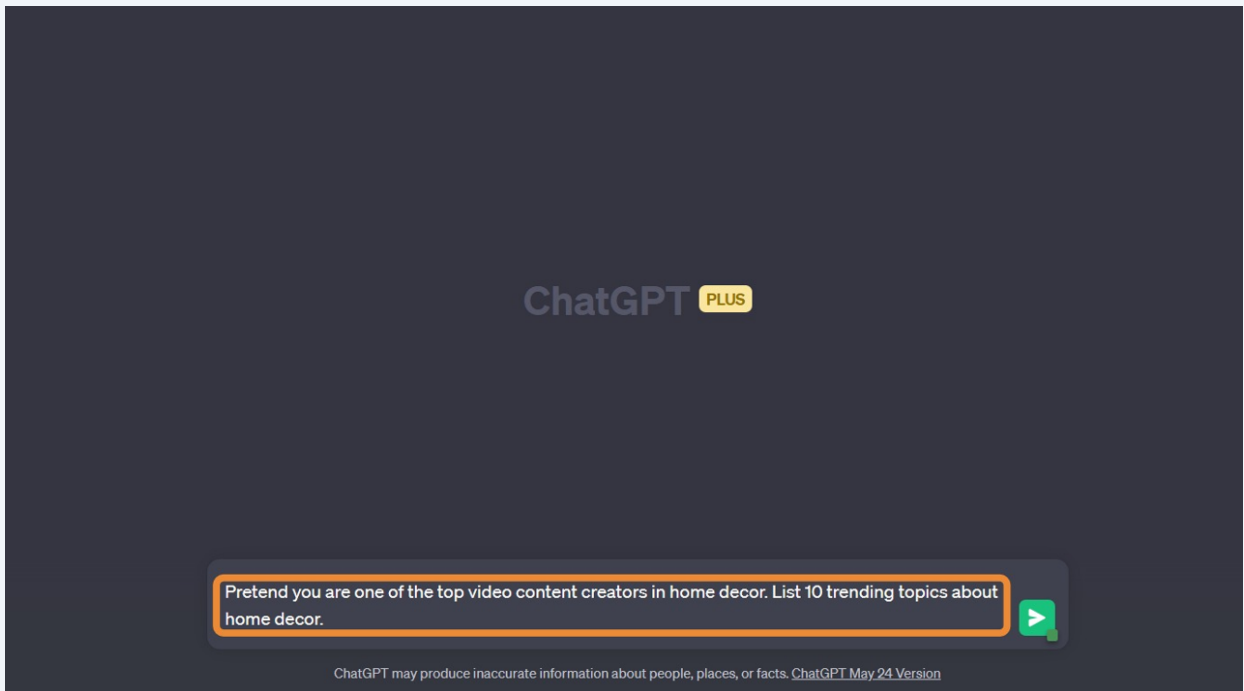 ChatGPT PLUS
Pretend you are one of the top video content creators in home decor. List 10 trending topics about
home decor.
ChatGPT may produce inaccurate information about people, places, or facts. ChatGPT May 24 Version